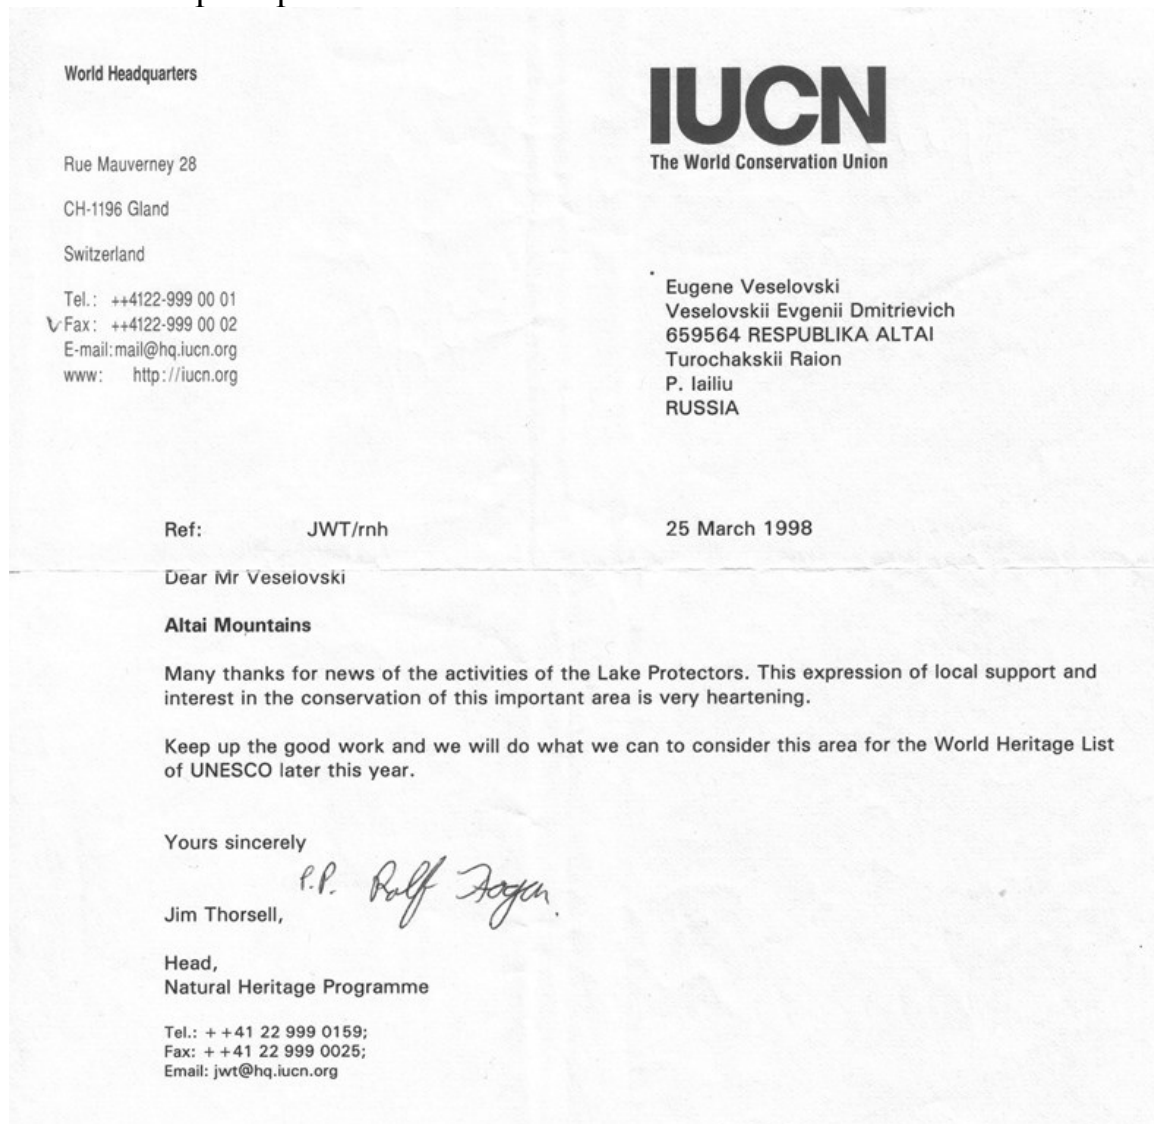 World Headquarters
Rue Mauverney 28
CH-1196 Gland
Switzerland
Tel.: ++4122-999 00 01
Fax: ++4122-999 00 02
E-mail:mail@hq.iucn.org
www: http://iucn.org
IUCN
The World Conservation Union
Eugene Veselovski
Veselovskii Evgenii Dmitrievich
659564 RESPUBLIKA ALTAI
Turochakskii Raion
P. Iailiu
RUSSIA
Ref: JWT/rnh 25 March 1998
Dear Mr Veselovski
Altai Mountains
Many thanks for news of the activities of the Lake Protectors. This expression of local support and
interest in the conservation of this important area is very heartening.
Keep up the good work and we will do what we can to consider this area for the World Heritage List
of UNESCO later this year.
Yours sincerely
P.P. Rolf
Jim Thorsell,
Head,
Natural Heritage Programme
Tel.: ++41 22 999 0159;
Fax: ++41 22 999 0025;
Email: jwt@hq.iucn.org